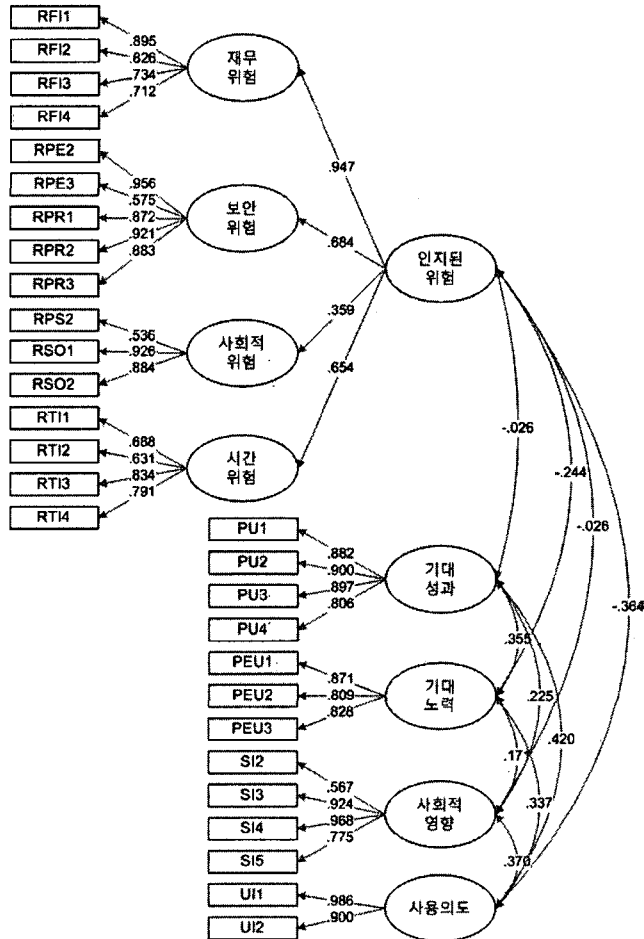 RFI1
RFI2
RFI3
RFI4
.895
.826
.734
.712
재무
위험
RPE2
RPE3
RPR1
RPR2
RPR3
.956
.575
.872
.921
.883
보안
위험
RPS2
RSO1
RSO2
.536
.926
.884
사회적
위험
RTI1
RTI2
RTI3
RTI4
.688
.631
.834
.791
시간
위험
.947
.684
.359
.654
인지된
위험
-.026
-.244
-.026
-.364
PU1
PU2
PU3
PU4
.882
.900
.897
.806
기대
성과
PEU1
PEU2
PEU3
.871
.809
.828
기대
노력
SI2
SI3
SI4
SI5
.567
.924
.968
.775
사회적
영향
UI1
UI2
.986
.900
사용의도
.355
.225
.420
.17
.337
.370